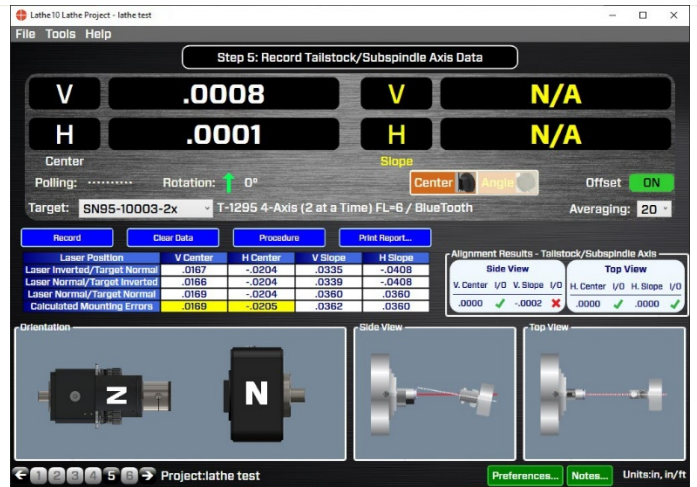 Lathe10 Lathe Project - lathe test
File Tools Help
Step 5: Record Tailstock/Subspindle Axis Data
V .0008 V N/A
H .0001 H N/A
Center Slope
Polling: .......... Rotation: 0° Center Angle Offset ON
Target: SN95-10003-2x T-1295 4-Axis (2 at a Time) FL=6 / BlueTooth Averaging: 20
Record Clear Data Procedure Print Report...
Laser Position V Center H Center V Slope H Slope
Laser Inverted/Target Normal .0167 -.0204 .0335 -.0408
Laser Normal/Target Inverted .0166 -.0204 .0339 -.0408
Laser Normal/Target Normal .0169 -.0204 .0360 .0360
Calculated Mounting Errors .0169 -.0205 .0362 .0360
Alignment Results - Tailstock/Subspindle Axis
Side View Top View
V. Center I/O V. Slope I/O H. Center I/O H. Slope I/O
.0000 ✓ -.0002 ✗ .0000 ✓ .0000 ✓
Orientation Side View Top View
N N
1 2 3 4 5 6 Project:lathe test Preferences... Notes... Units:in, in/ft